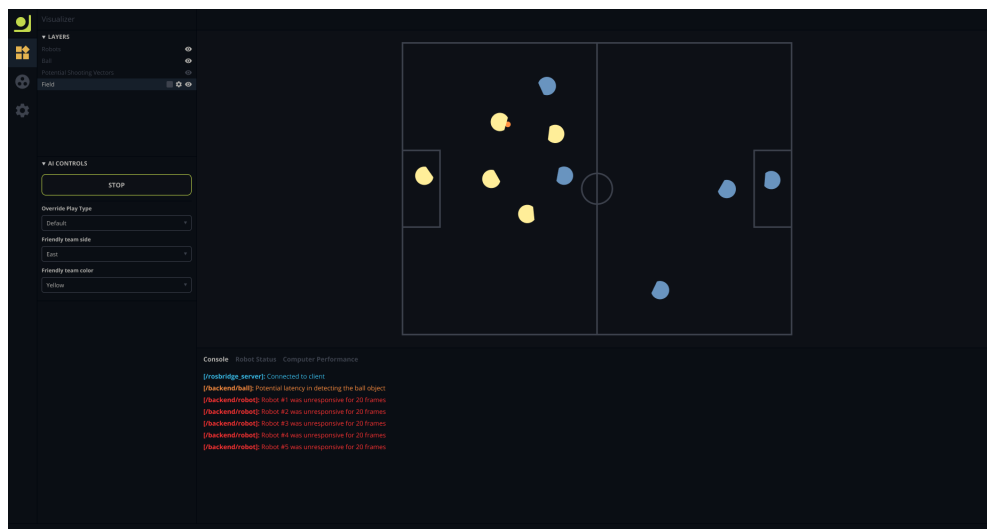 Visualizer
▼ LAYERS
Robots
Ball
Potential Shooting Vectors
Field
▼ AI CONTROLS
STOP
Override Play Type
Default
Friendly team side
East
Friendly team color
Yellow
Console Robot Status Computer Performance
[/rosbridge_server]: Connected to client
[/backend/ball]: Potential latency in detecting the ball object
[/backend/robot]: Robot #1 was unresponsive for 20 frames
[/backend/robot]: Robot #2 was unresponsive for 20 frames
[/backend/robot]: Robot #3 was unresponsive for 20 frames
[/backend/robot]: Robot #4 was unresponsive for 20 frames
[/backend/robot]: Robot #5 was unresponsive for 20 frames